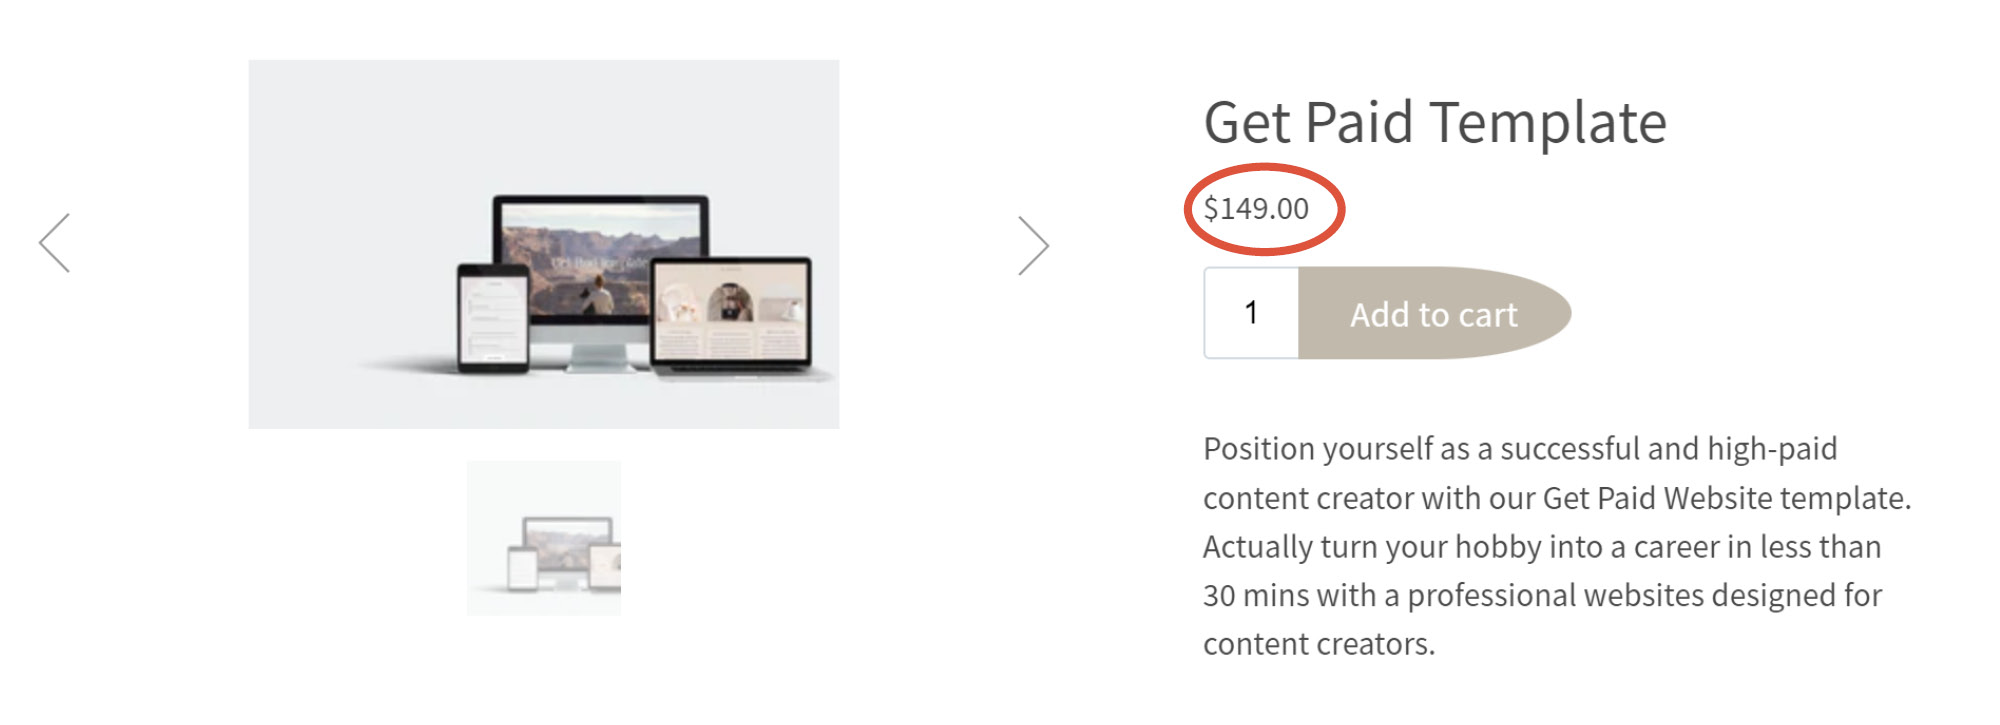 Get Paid Template
$149.00
1
Add to cart
Position yourself as a successful and high-paid
content creator with our Get Paid Website template.
Actually turn your hobby into a career in less than
30 mins with a professional websites designed for
content creators.